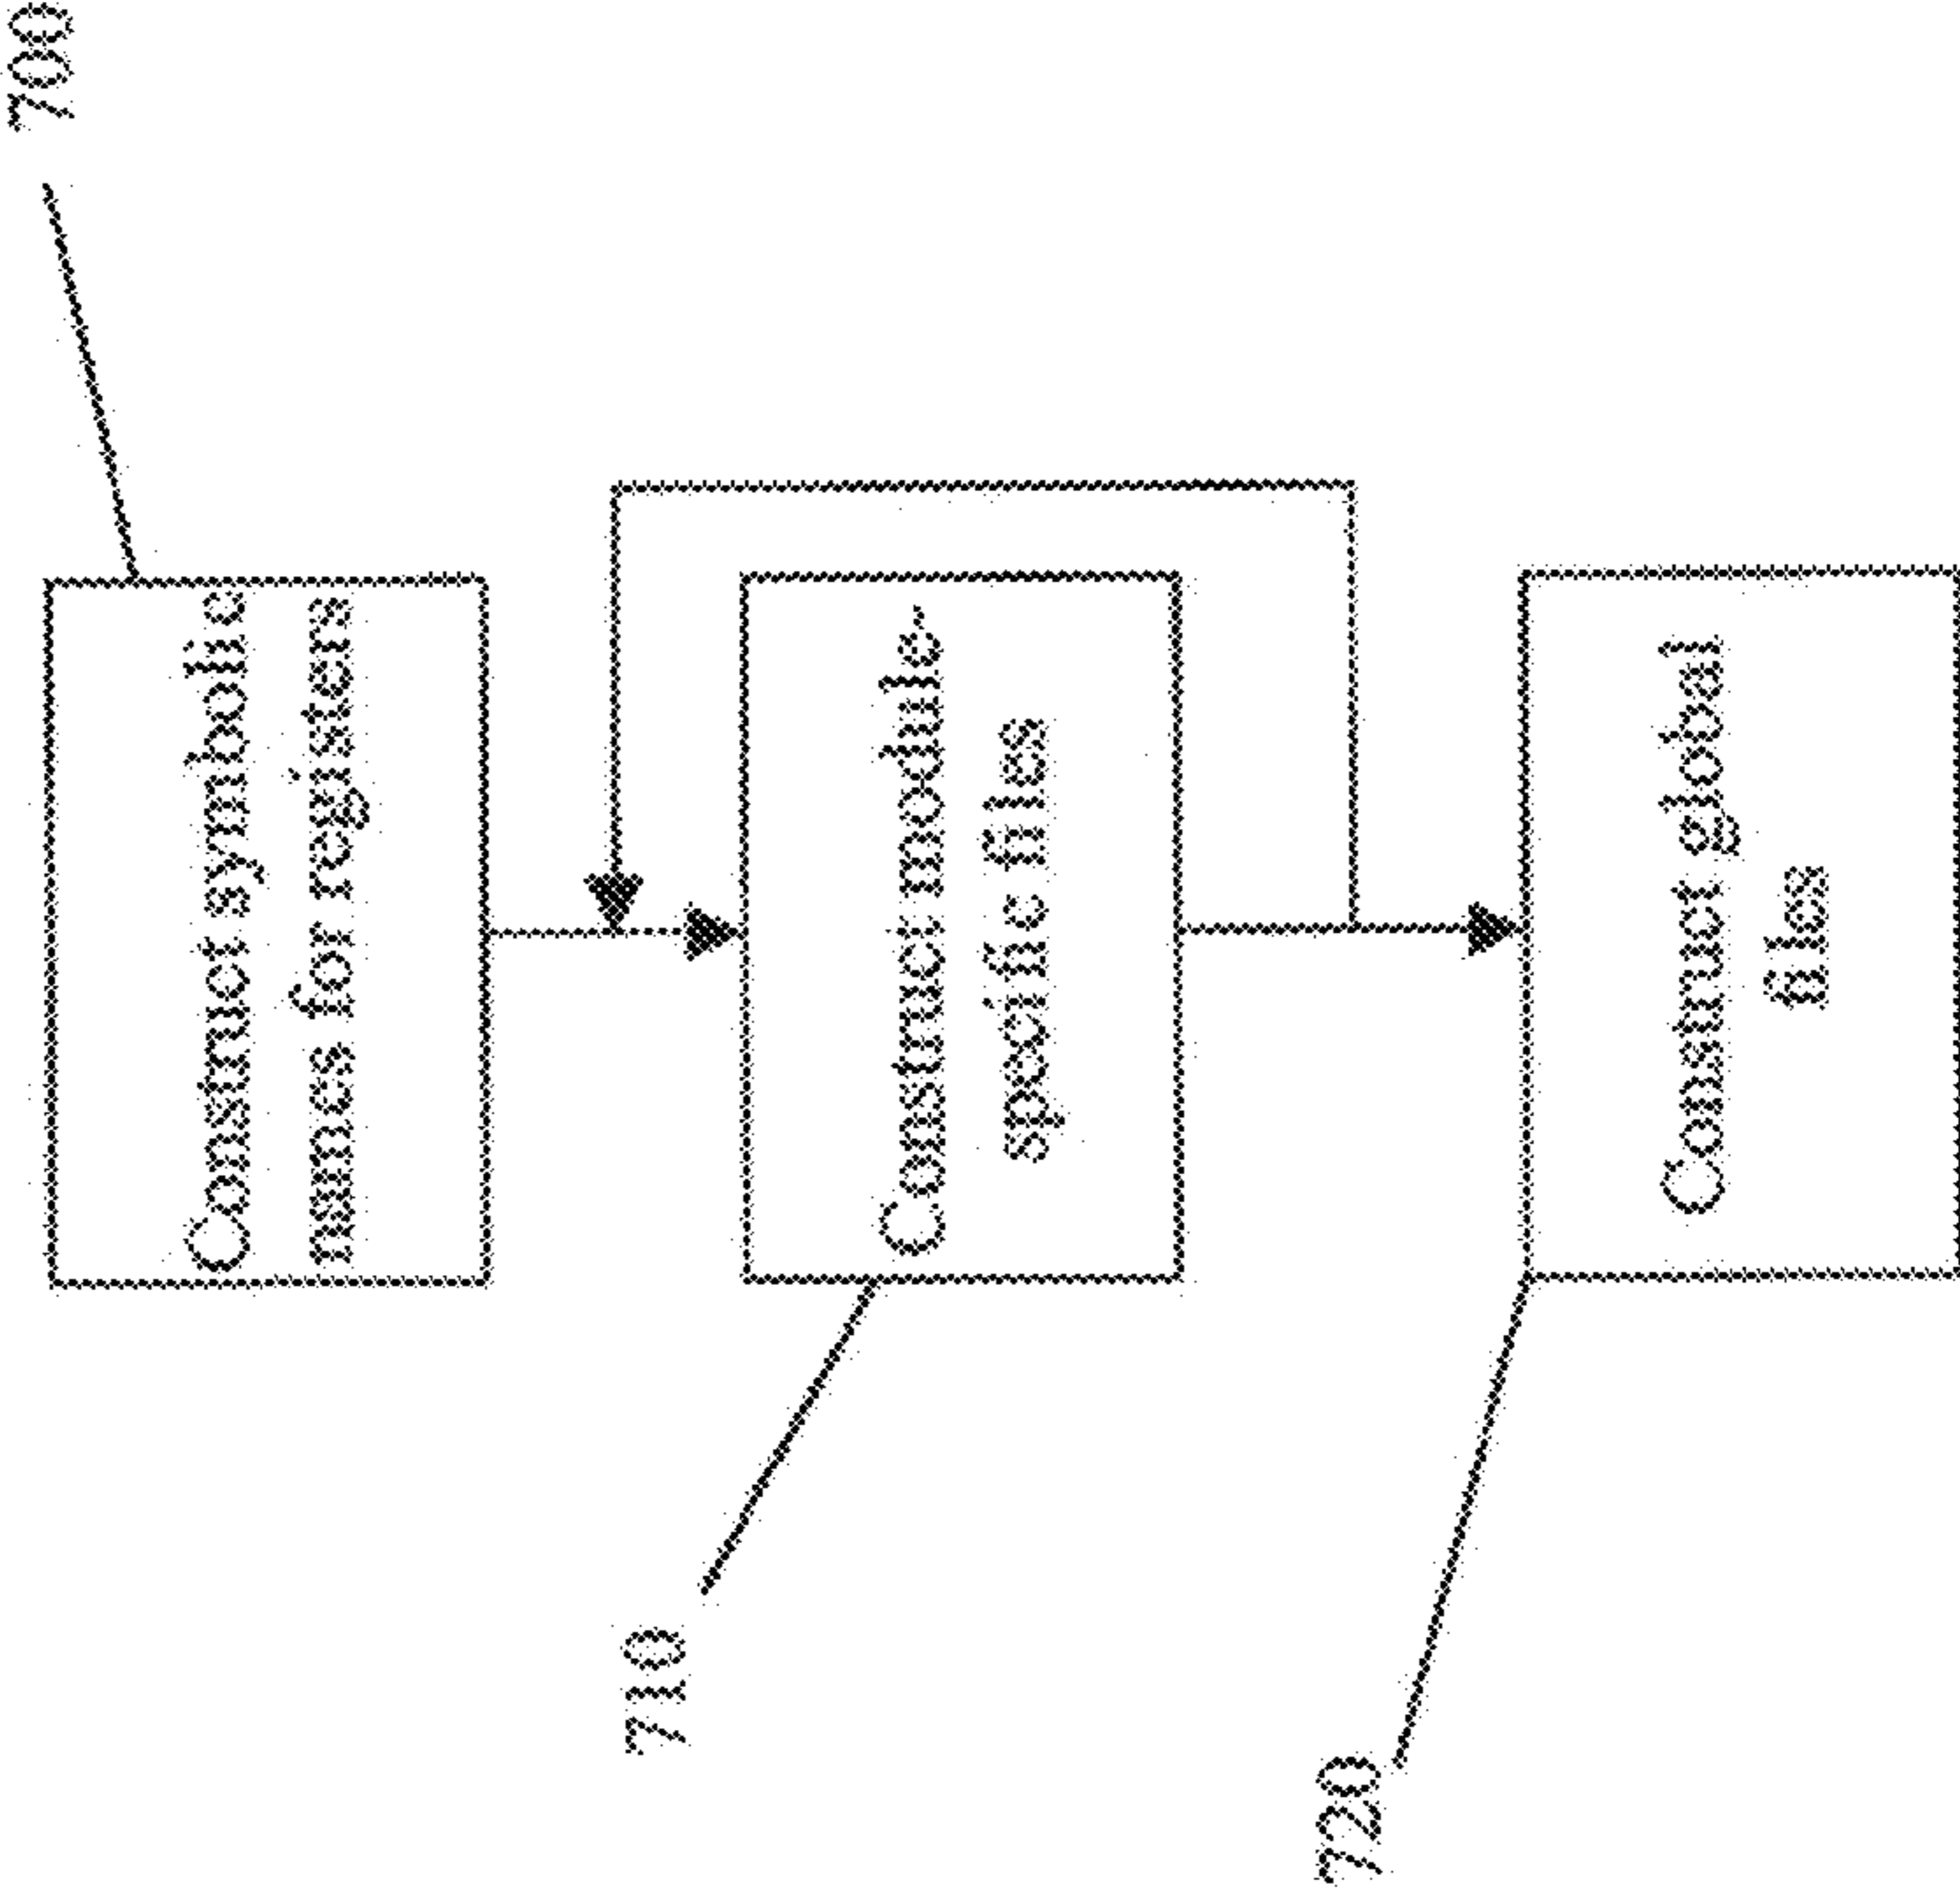 700
Construct symbolic
names for registers
Construct module-
specific files
710
Construct global
files
720